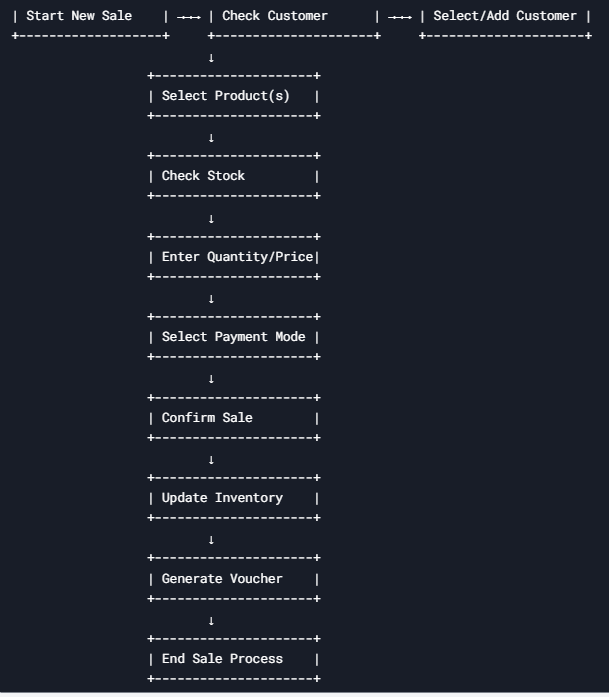 | Start New Sale    | →→→ | Check Customer      | →→→ | Select/Add Customer |
+-------------------+     +---------------------+     +---------------------+
                          ↓
                  +---------------------+
                  | Select Product(s)   |
                  +---------------------+
                          ↓
                  +---------------------+
                  | Check Stock         |
                  +---------------------+
                          ↓
                  +---------------------+
                  | Enter Quantity/Price|
                  +---------------------+
                          ↓
                  +---------------------+
                  | Select Payment Mode |
                  +---------------------+
                          ↓
                  +---------------------+
                  | Confirm Sale        |
                  +---------------------+
                          ↓
                  +---------------------+
                  | Update Inventory    |
                  +---------------------+
                          ↓
                  +---------------------+
                  | Generate Voucher    |
                  +---------------------+
                          ↓
                  +---------------------+
                  | End Sale Process    |
                  +---------------------+